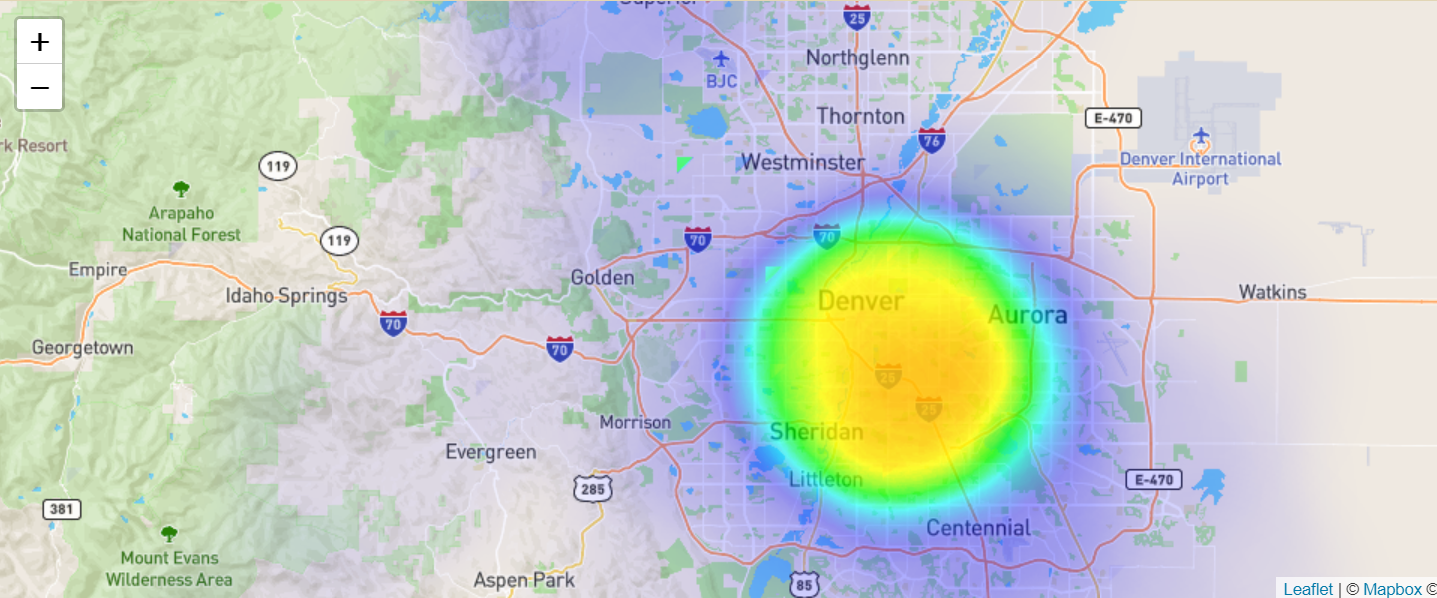 +
−
Superior
25
Northglenn
BJC
Thornton
E-470
rk Resort
119
Westminster
76
Denver International
Airport
Arapaho
National Forest
119
70
70
Empire
Golden
Idaho Springs
Denver
Watkins
Aurora
70
Georgetown
70
25
25
Morrison
Sheridan
Evergreen
Littleton
285
E-470
381
Centennial
Mount Evans
Wilderness Area
Aspen Park
85
Leaflet | © Mapbox ©